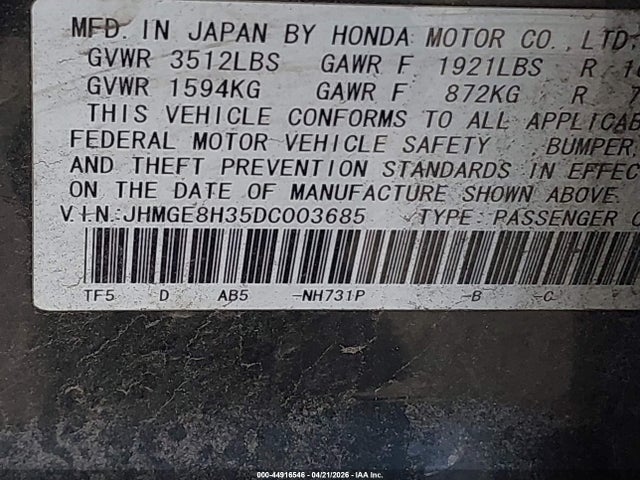 MFD. IN JAPAN BY HONDA MOTOR CO., LTD.
GVWR 3512LBS GAWR F 1921LBS R
GVWR 1594KG GAWR F 872KG R
THIS VEHICLE CONFORMS TO ALL
FEDERAL MOTOR VEHICLE SAFETY , BUMPER,
AND THEFT PREVENTION STANDARDS IN
ON THE DATE OF MANUFACTURE SHOWN ABOVE.
V.I.N.:JHMGE8H35DC003685 TYPE:PASSENGER
TF5 D AB5 -NH731P -B -C
000-44916546 04/21/2026 - IAA Inc.